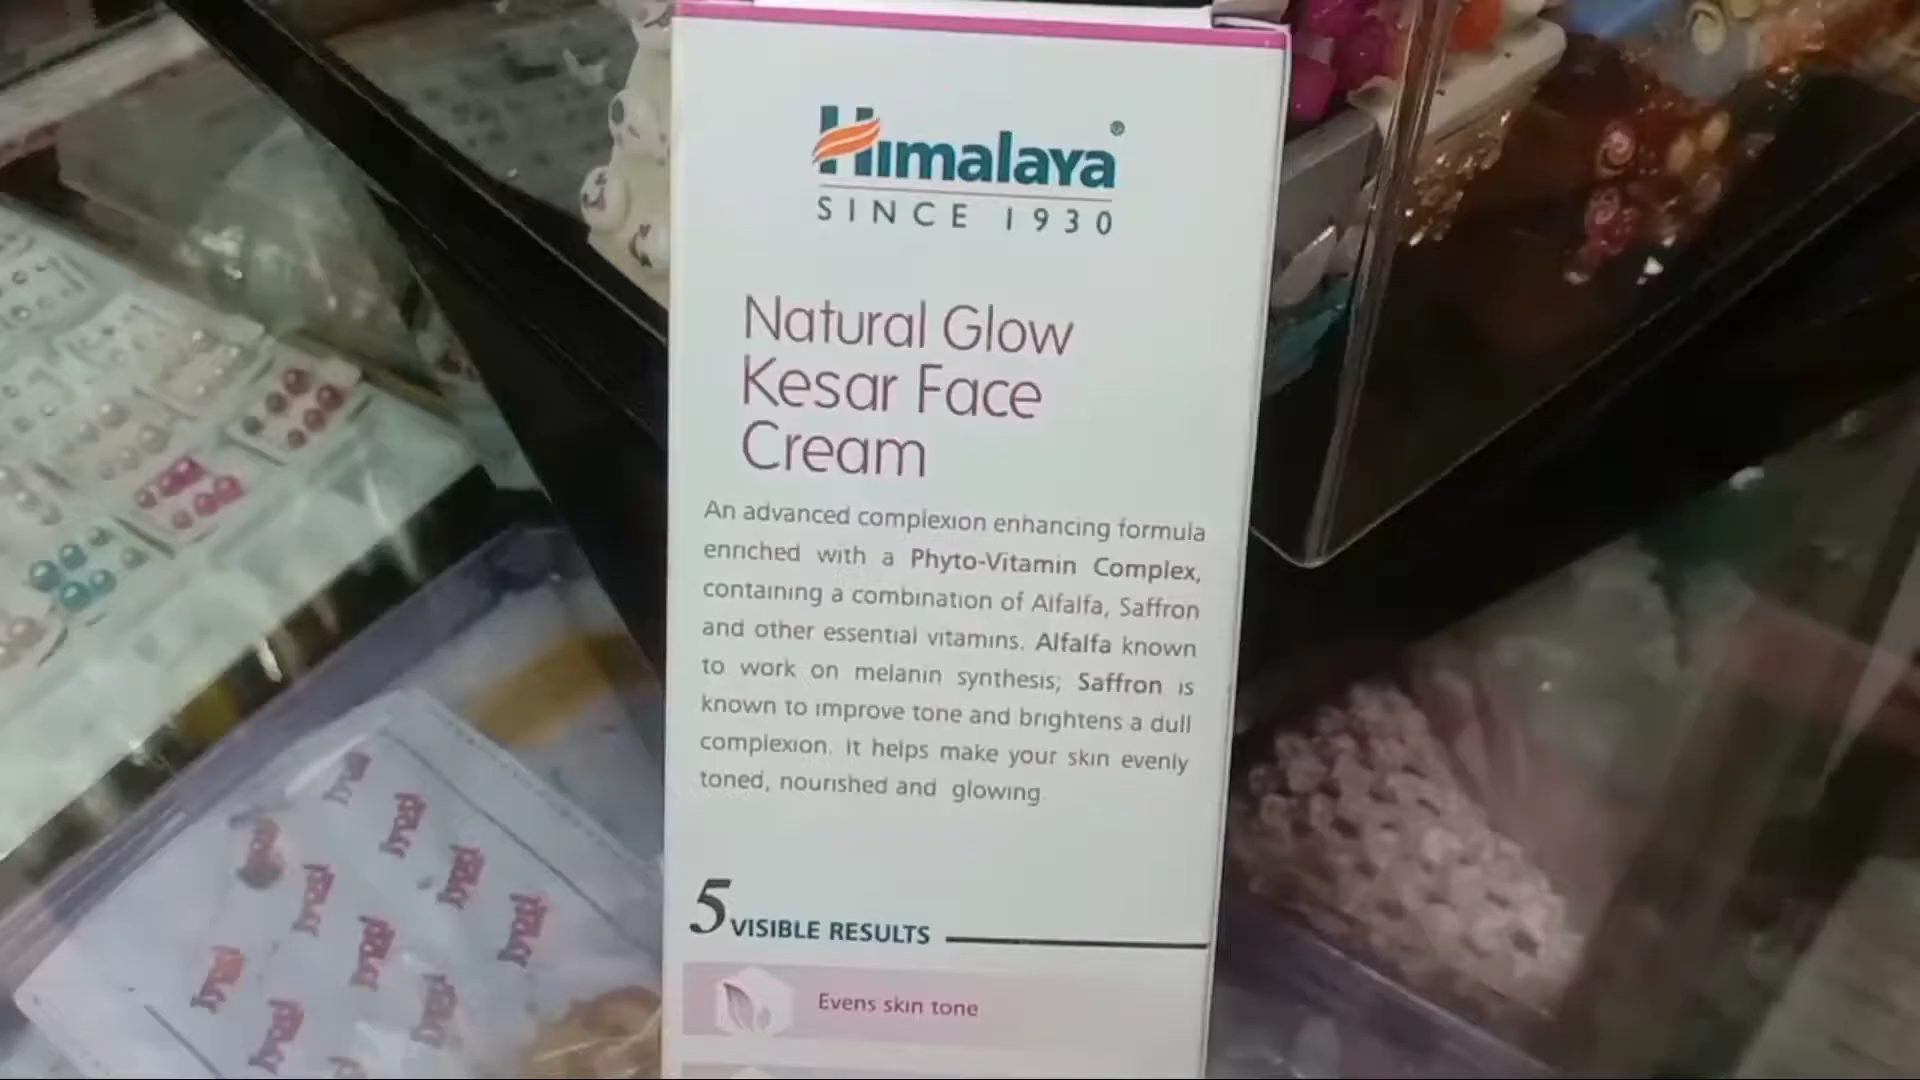 Himalaya®
SINCE 1930
Natural Glow
Kesar Face
Cream
An advanced complexion enhancing formula
enriched with a Phyto-Vitamin Complex,
containing a combination of Alfalfa, Saffron
and other essential vitamins. Alfalfa known
to work on melanin synthesis; Saffron is
known to improve tone and brightens a dull
complexion. It helps make your skin evenly
toned, nourished and glowing.
5 VISIBLE RESULTS
Evens skin tone